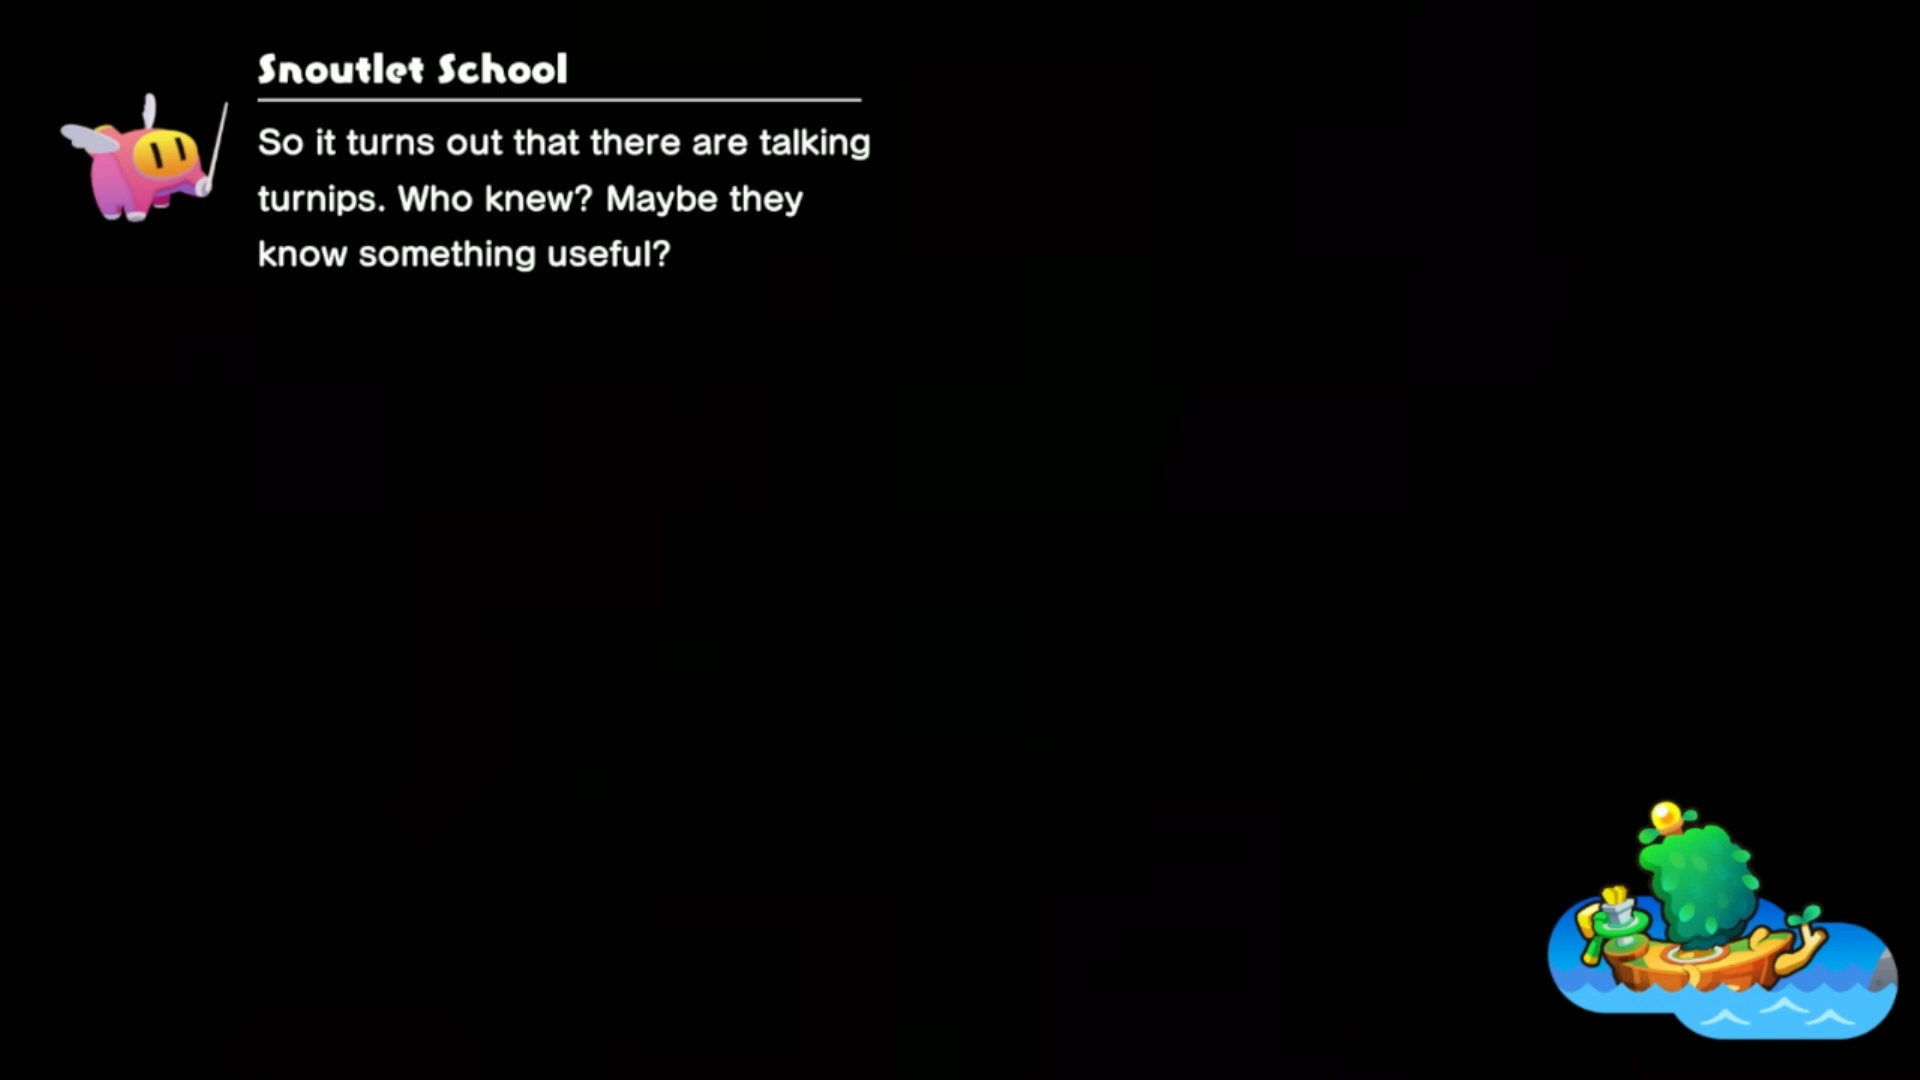 Snoutlet School
So it turns out that there are talking
turnips. Who knew? Maybe they
know something useful?